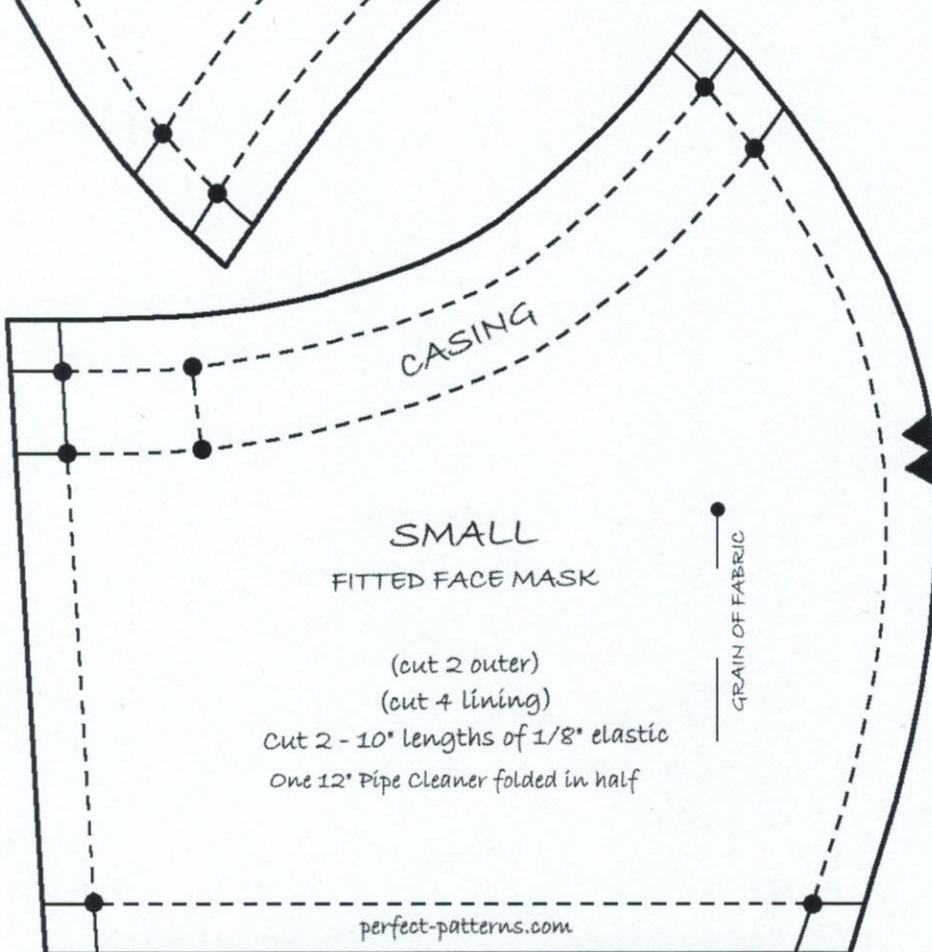 CASING
SMALL
FITTED FACE MASK
GRAIN OF FABRIC
(cut 2 outer)
(cut 4 lining)
Cut 2 - 10" lengths of 1/8" elastic
One 12" Pipe Cleaner folded in half
perfect-patterns.com